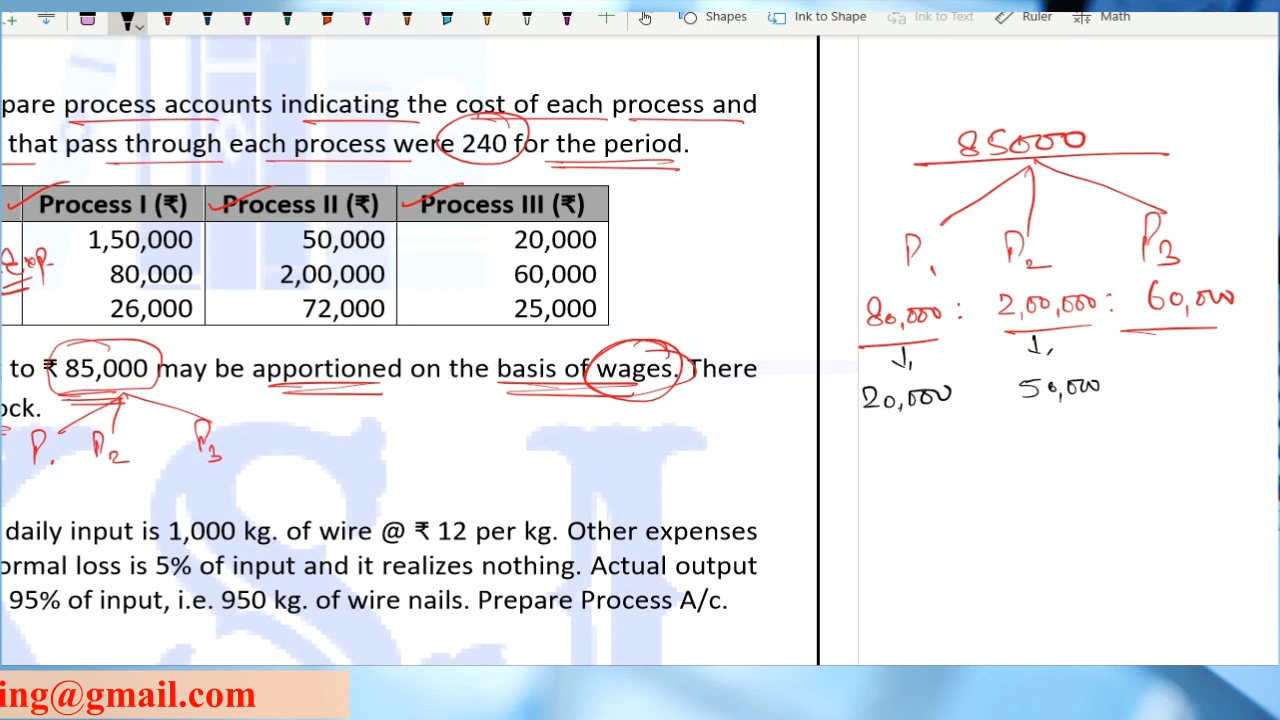 Shapes Ink to Shape Ink to Text Ruler Math
pare process accounts indicating the cost of each process and
that pass through each process were 240 for the period.
Process I (₹) Process II (₹) Process III (₹)
1,50,000 50,000 20,000
80,000 2,00,000 60,000
26,000 72,000 25,000
to ₹ 85,000 may be apportioned on the basis of wages. There
ock.
P1 P2 P3
daily input is 1,000 kg. of wire @ ₹ 12 per kg. Other expenses
ormal loss is 5% of input and it realizes nothing. Actual output
95% of input, i.e. 950 kg. of wire nails. Prepare Process A/c.
85000
P1 P2 P3
80,000 : 2,00,000 : 60,000
20,000 50,000
ing@gmail.com